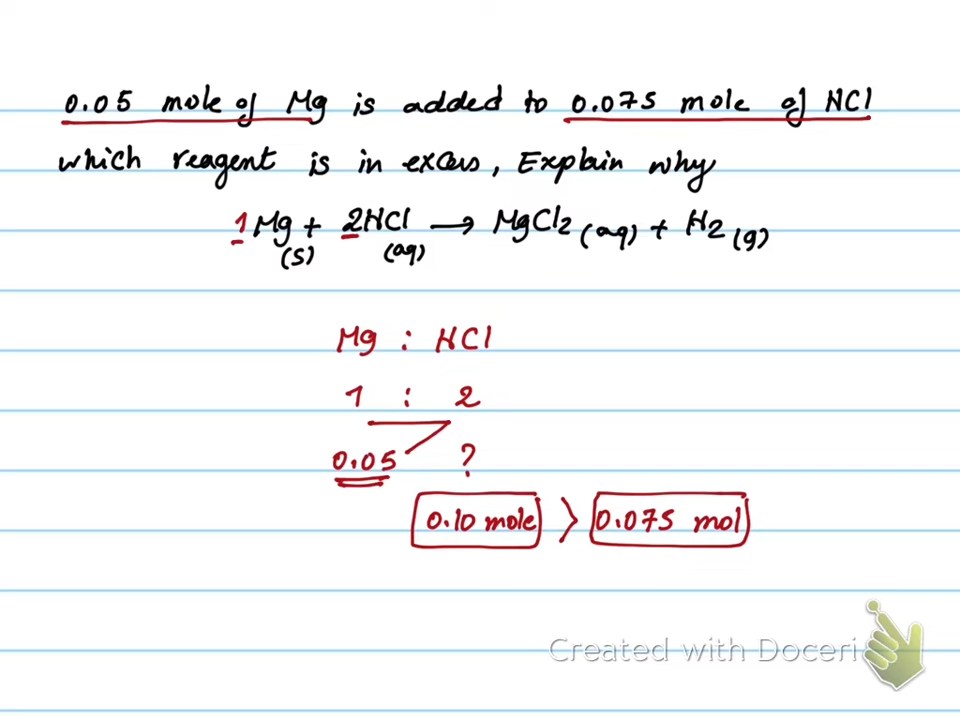 0.05 mole of Mg is added to 0.075 mole of HCl
which reagent is in exces, Explain why
1Mg(s) + 2HCl(aq) → MgCl2(aq) + H2(g)
Mg : HCl
1 : 2
0.05 ?
0.10 mole > 0.075 mol
Created with Doceri